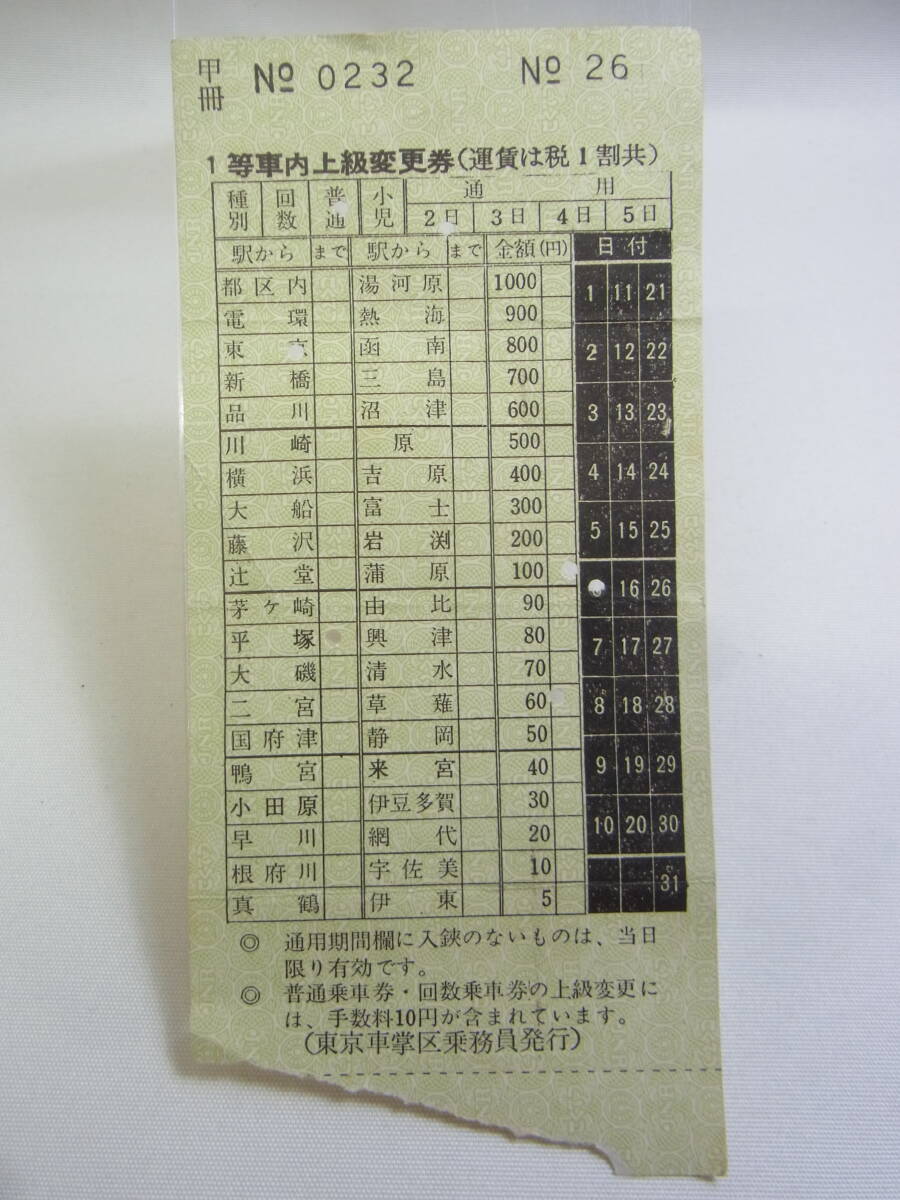 甲冊 № 0232 № 26
1等車内上級変更券(運賃は税1割共)
種別 回数 普通 小児 通用
2日 3日 4日 5日
駅から まで 駅から まで 金額(円) 日付
都区内 湯河原 1000 1 11 21
電環 熱海 900
東京 函南 800 2 12 22
新橋 三島 700
品川 沼津 600 3 13 23
川崎 原 500
横浜 吉原 400 4 14 24
大船 富士 300
藤沢 岩渕 200 5 15 25
辻堂 蒲原 100 16 26
茅ヶ崎 由比 90
平塚 興津 80 7 17 27
大磯 清水 70
二宮 草薙 60 8 18 28
国府津 静岡 50
鴨宮 来宮 40 9 19 29
小田原 伊豆多賀 30
早川 網代 20 10 20 30
根府川 宇佐美 10 31
真鶴 伊東 5
◎ 通用期間欄に入鋏のないものは、当日
限り有効です。
◎ 普通乗車券・回数乗車券の上級変更に
は、手数料10円が含まれています。
(東京車掌区乗務員発行)